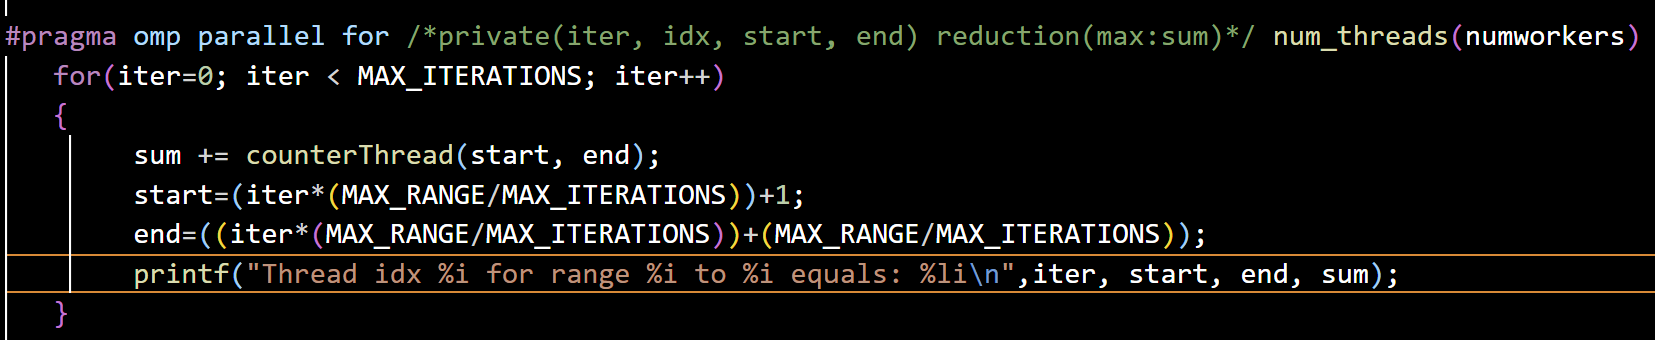 #pragma omp parallel for /*private(iter, idx, start, end) reduction(max:sum)*/ num_threads(numworkers)
for(iter=0; iter < MAX_ITERATIONS; iter++)
{
sum += counterThread(start, end);
start=(iter*(MAX_RANGE/MAX_ITERATIONS))+1;
end=((iter*(MAX_RANGE/MAX_ITERATIONS))+(MAX_RANGE/MAX_ITERATIONS));
printf("Thread idx %i for range %i to %i equals: %li\n",iter, start, end, sum);
}